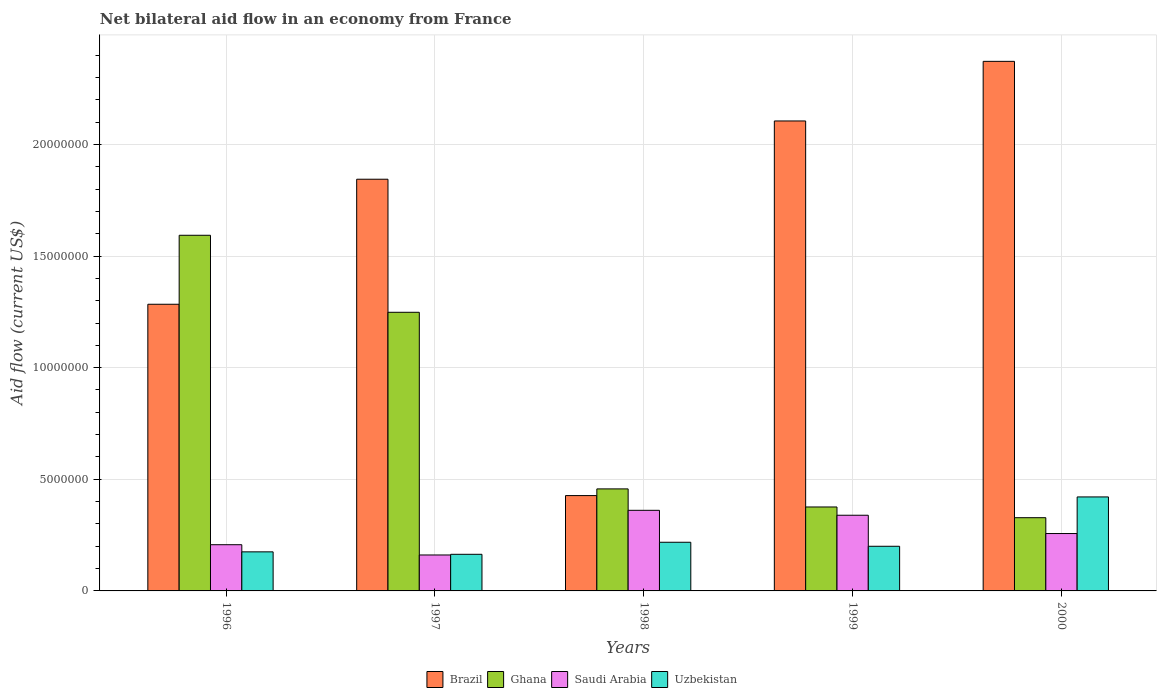 Net bilateral aid flow in an economy from France
Aid flow (current US$)
20000000
15000000
10000000
5000000
0
1996
1997
1998
1999
2000
Years
Brazil
Ghana
Saudi Arabia
Uzbekistan